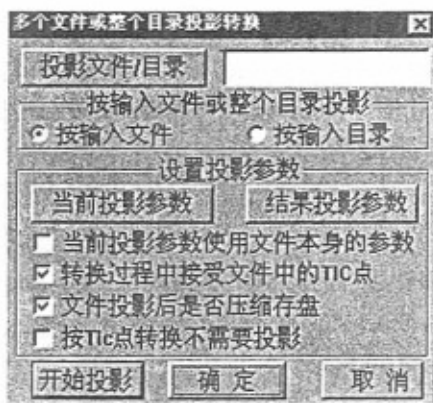 多个文件或整个目录投影转换
投影文件/目录
按输入文件或整个目录投影
按输入文件 按输入目录
设置投影参数
当前投影参数 结果投影参数
当前投影参数使用文件本身的参数
转换过程中接受文件中的TIC点
文件投影后是否压缩存盘
按Tic点转换不需要投影
开始投影 确定 取消